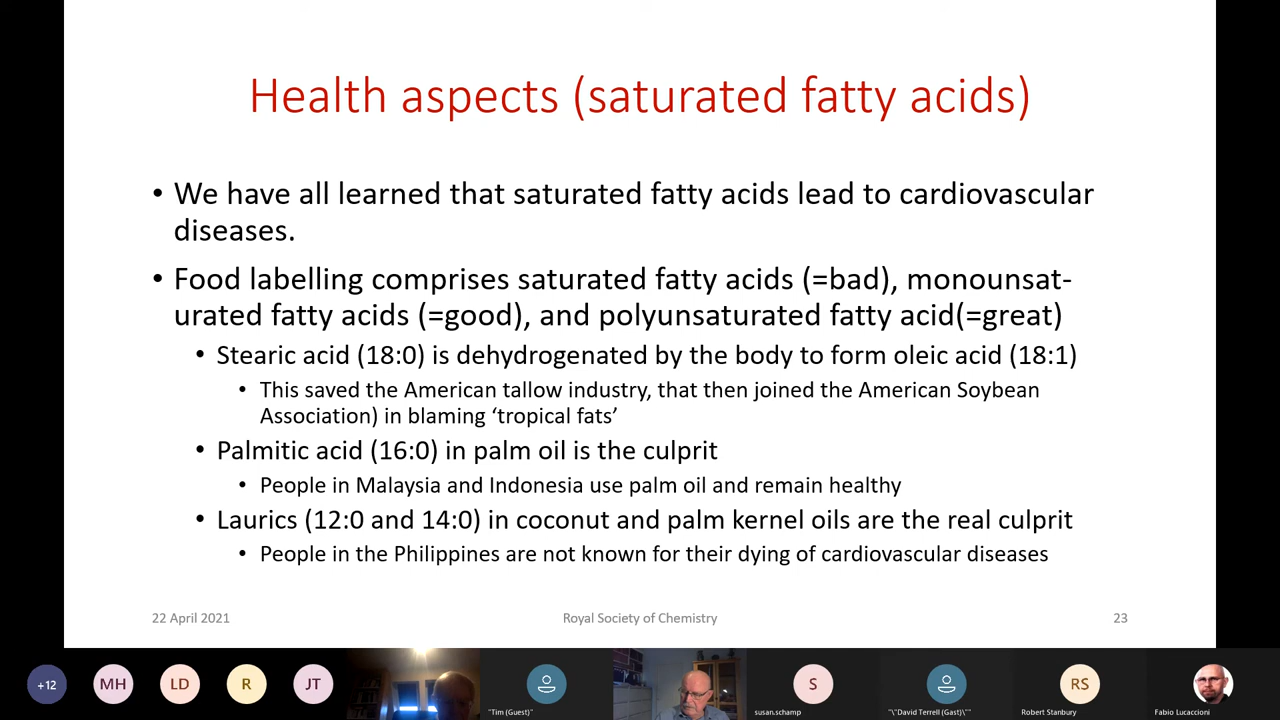 Health aspects (saturated fatty acids)
• We have all learned that saturated fatty acids lead to cardiovascular
diseases.
• Food labelling comprises saturated fatty acids (=bad), monounsat-
urated fatty acids (=good), and polyunsaturated fatty acid(=great)
• Stearic acid (18:0) is dehydrogenated by the body to form oleic acid (18:1)
• This saved the American tallow industry, that then joined the American Soybean
Association) in blaming ‘tropical fats’
• Palmitic acid (16:0) in palm oil is the culprit
• People in Malaysia and Indonesia use palm oil and remain healthy
• Laurics (12:0 and 14:0) in coconut and palm kernel oils are the real culprit
• People in the Philippines are not known for their dying of cardiovascular diseases
22 April 2021 Royal Society of Chemistry 23
+12 MH LD R JT S RS
"Tim (Guest)" susan.schamp "\"David Terrell (Gast)\"" Robert Stanbury Fabio Lucaccioni